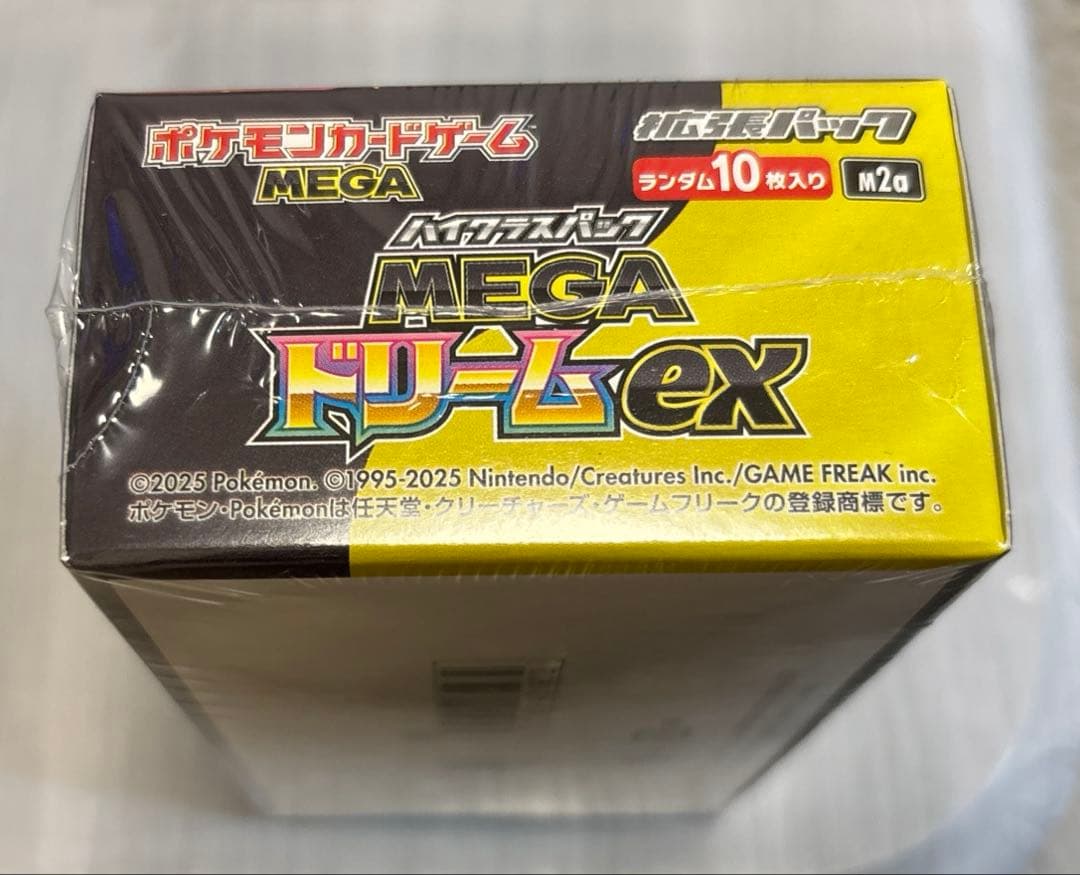 ポケモンカードゲーム
MEGA
拡張パック
ランダム10枚入り M2a
ハイクラスパック
MEGA
ドリームex
©2025 Pokémon. ©1995-2025 Nintendo/Creatures Inc./GAME FREAK inc.
ポケモン・Pokémonは任天堂・クリーチャーズ・ゲームフリークの登録商標です。